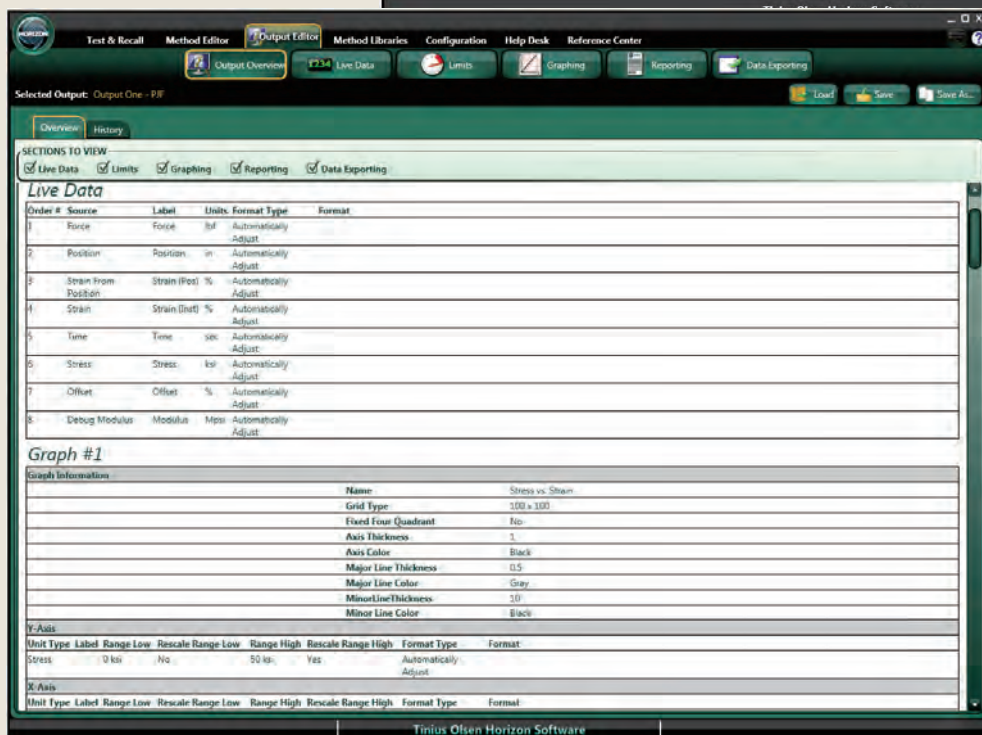 Tinius Olsen Horizon Software
HORIZON
Test & Recall Method Editor Output Editor Method Libraries Configuration Help Desk Reference Center
Output Overview Live Data Limits Graphing Reporting Data Exporting
Selected Output: Output One - PJF Load Save Save As...
Overview History
SECTIONS TO VIEW
Live Data Limits Graphing Reporting Data Exporting
Live Data
Order # Source Label Units Format Type Format
1 Force Force lbf Automatically
Adjust
2 Position Position in Automatically
Adjust
3 Strain From Strain (Pos) % Automatically
Position Adjust
4 Strain Strain (Inst) % Automatically
Adjust
5 Time Time sec Automatically
Adjust
6 Stress Stress ksi Automatically
Adjust
7 Offset Offset % Automatically
Adjust
8 Debug Modulus Modulus Mpsi Automatically
Adjust
Graph #1
Graph Information
Name Stress vs. Strain
Grid Type 100 x 100
Fixed Four Quadrant No
Axis Thickness 1
Axis Color Black
Major Line Thickness 0.5
Major Line Color Gray
MinorLineThickness 10
Minor Line Color Black
Y-Axis
Unit Type Label Range Low Rescale Range Low Range High Rescale Range High Format Type Format
Stress 0 ksi No 50 ksi Yes Automatically
Adjust
X-Axis
Unit Type Label Range Low Rescale Range Low Range High Rescale Range High Format Type Format
Tinius Olsen Horizon Software